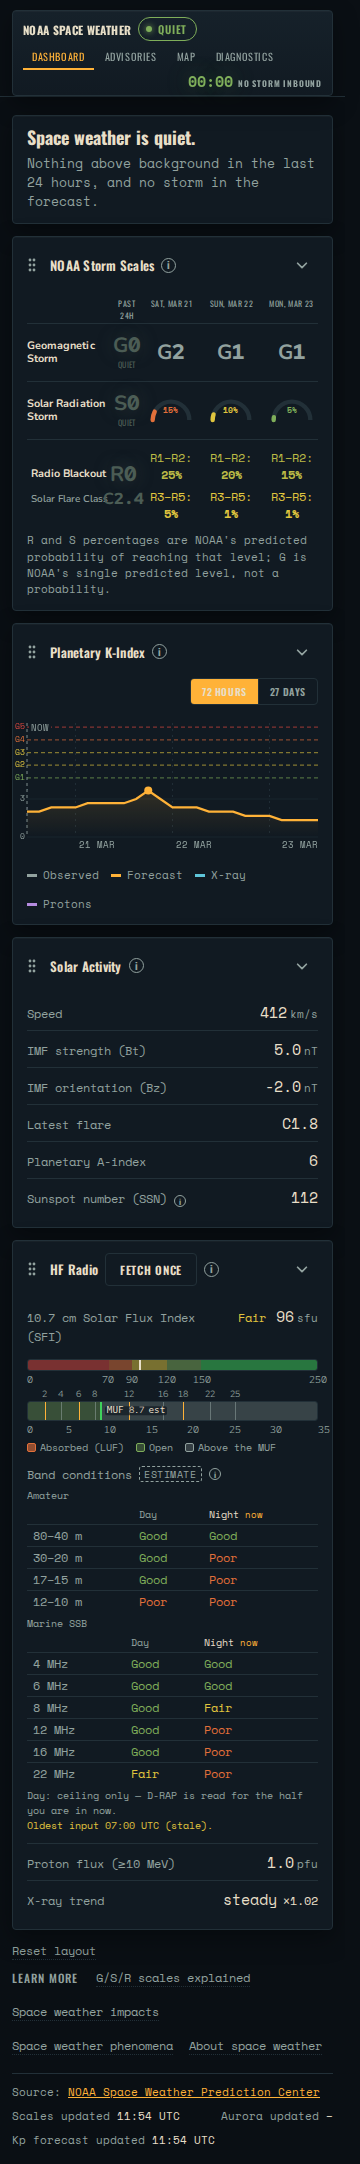 NOAA SPACE WEATHER QUIET
DASHBOARD ADVISORIES MAP DIAGNOSTICS
00:00 NO STORM INBOUND
Space weather is quiet.
Nothing above background in the last
24 hours, and no storm in the
forecast.
NOAA Storm Scales
PAST
24H SAT, MAR 21 SUN, MAR 22 MON, MAR 23
Geomagnetic
Storm G0 QUIET G2 G1 G1
Solar Radiation
Storm S0 QUIET 15% 10% 5%
R1-R2: R1-R2: R1-R2:
Radio Blackout R0 25% 20% 15%
Solar Flare Class C2.4 R3-R5: R3-R5: R3-R5:
5% 1% 1%
R and S percentages are NOAA's predicted
probability of reaching that level; G is
NOAA's single predicted level, not a
probability.
Planetary K-Index
72 HOURS 27 DAYS
G5 NOW
G4
G3
G2
G1
3
0
21 MAR 22 MAR 23 MAR
Observed Forecast X-ray
Protons
Solar Activity
Speed 412 km/s
IMF strength (Bt) 5.0 nT
IMF orientation (Bz) -2.0 nT
Latest flare C1.8
Planetary A-index 6
Sunspot number (SSN) 112
HF Radio FETCH ONCE
10.7 cm Solar Flux Index
(SFI) Fair 96 sfu
0 70 90 120 150 250
2 4 6 8 12 16 18 22 25
MUF 8.7 est
0 5 10 15 20 25 30 35
Absorbed (LUF) Open Above the MUF
Band conditions ESTIMATE
Amateur
Day Night now
80-40 m Good Good
30-20 m Good Poor
17-15 m Good Poor
12-10 m Poor Poor
Marine SSB
Day Night now
4 MHz Good Good
6 MHz Good Good
8 MHz Good Fair
12 MHz Good Poor
16 MHz Good Poor
22 MHz Fair Poor
Day: ceiling only — D-RAP is read for the half
you are in now.
Oldest input 07:00 UTC (stale).
Proton flux (≥10 MeV) 1.0 pfu
X-ray trend steady ×1.02
Reset layout
LEARN MORE G/S/R scales explained
Space weather impacts
Space weather phenomena About space weather
Source: NOAA Space Weather Prediction Center
Scales updated 11:54 UTC Aurora updated –
Kp forecast updated 11:54 UTC